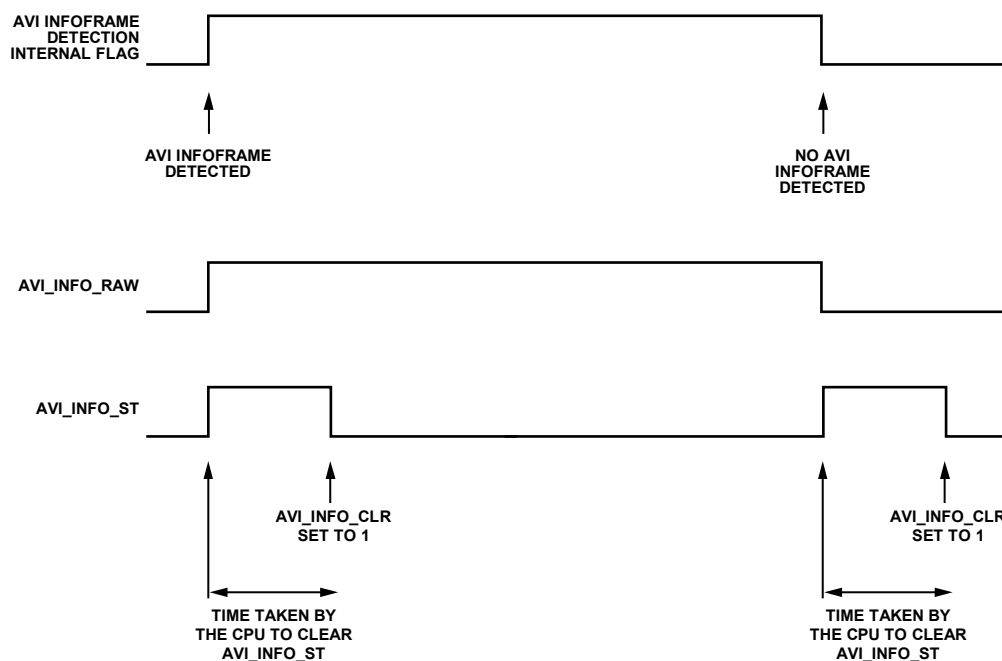 AVI INFOFRAME
DETECTION
INTERNAL FLAG
AVI INFOFRAME
DETECTED
NO AVI
INFOFRAME
DETECTED
AVI_INFO_RAW
AVI_INFO_ST
AVI_INFO_CLR
SET TO 1
AVI_INFO_CLR
SET TO 1
TIME TAKEN BY
THE CPU TO CLEAR
AVI_INFO_ST
TIME TAKEN BY
THE CPU TO CLEAR
AVI_INFO_ST